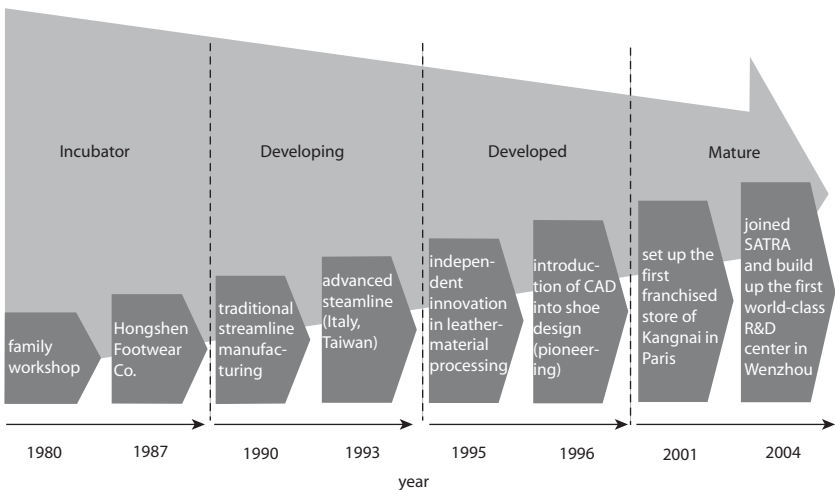 Incubator
Developing
Developed
Mature
family
workshop
Hongshen
Footwear
Co.
traditional
streamline
manufac-
turing
advanced
steamline
(Italy,
Taiwan)
indepen-
dent
innovation
in leather-
material
processing
introduc-
tion of CAD
into shoe
design
(pioneer-
ing)
set up the
first
franchised
store of
Kangnai in
Paris
joined
SATRA
and build
up the first
world-class
R&D
center in
Wenzhou
1980
1987
1990
1993
1995
1996
2001
2004
year